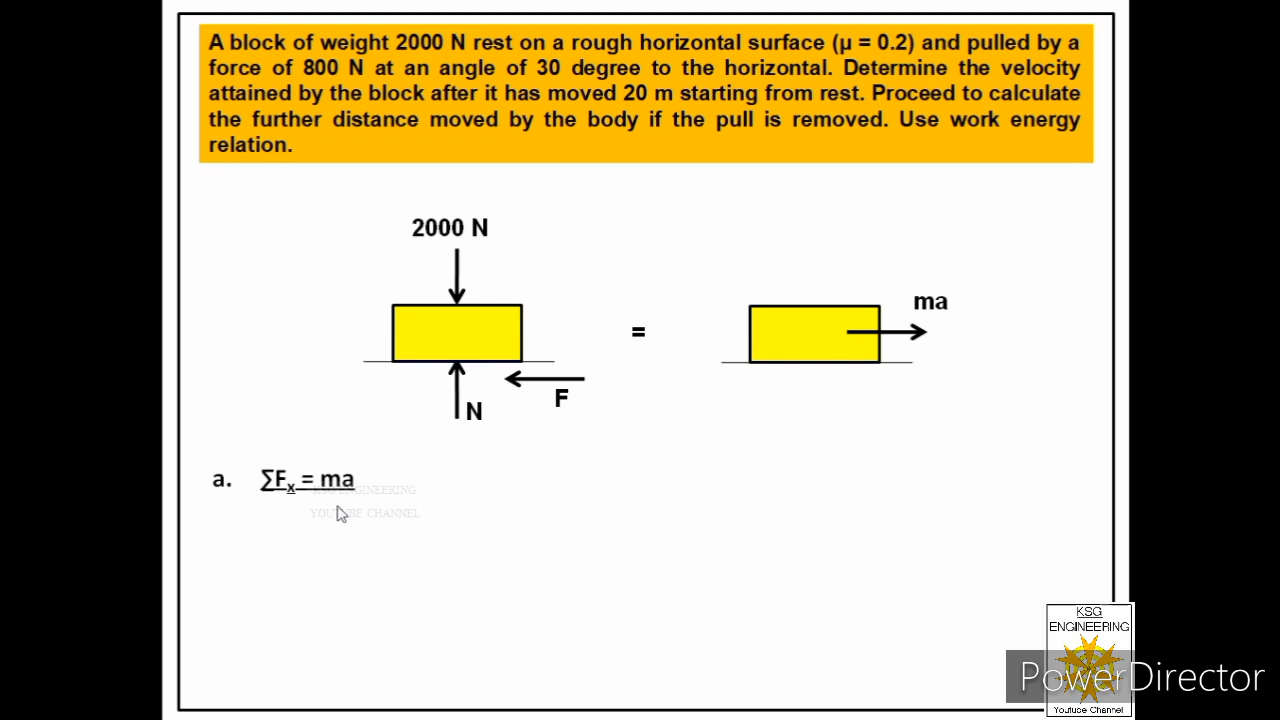 A block of weight 2000 N rest on a rough horizontal surface (µ = 0.2) and pulled by a
force of 800 N at an angle of 30 degree to the horizontal. Determine the velocity
attained by the block after it has moved 20 m starting from rest. Proceed to calculate
the further distance moved by the body if the pull is removed. Use work energy
relation.
2000 N
ma
=
F
N
a. ∑Fx = ma
KSG ENGINEERING
YOUTUBE CHANNEL
KSG
ENGINEERING
PowerDirector
Youtube Channel